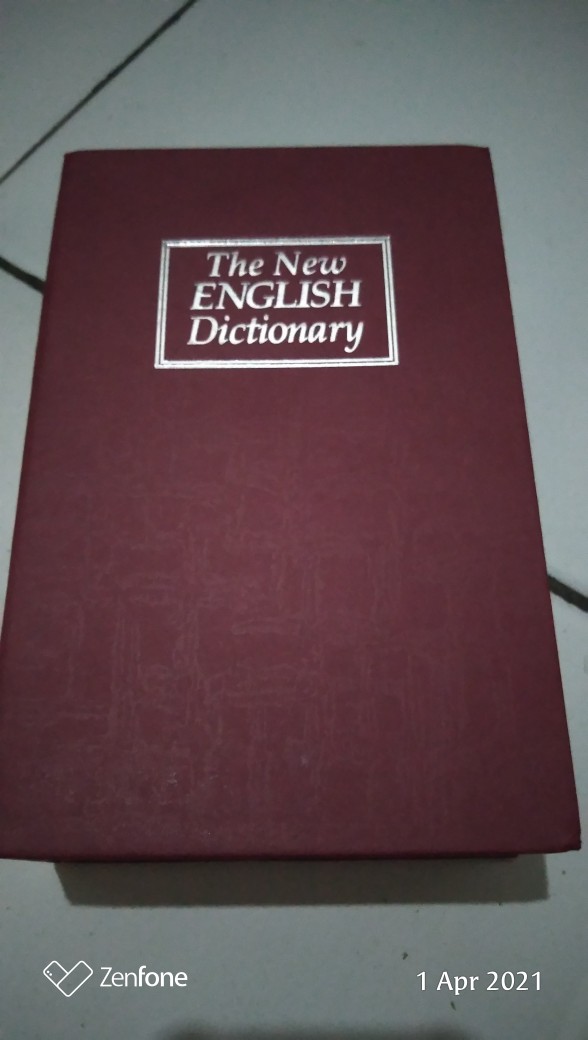 The New
ENGLISH
Dictionary
Zenfone
1 Apr 2021